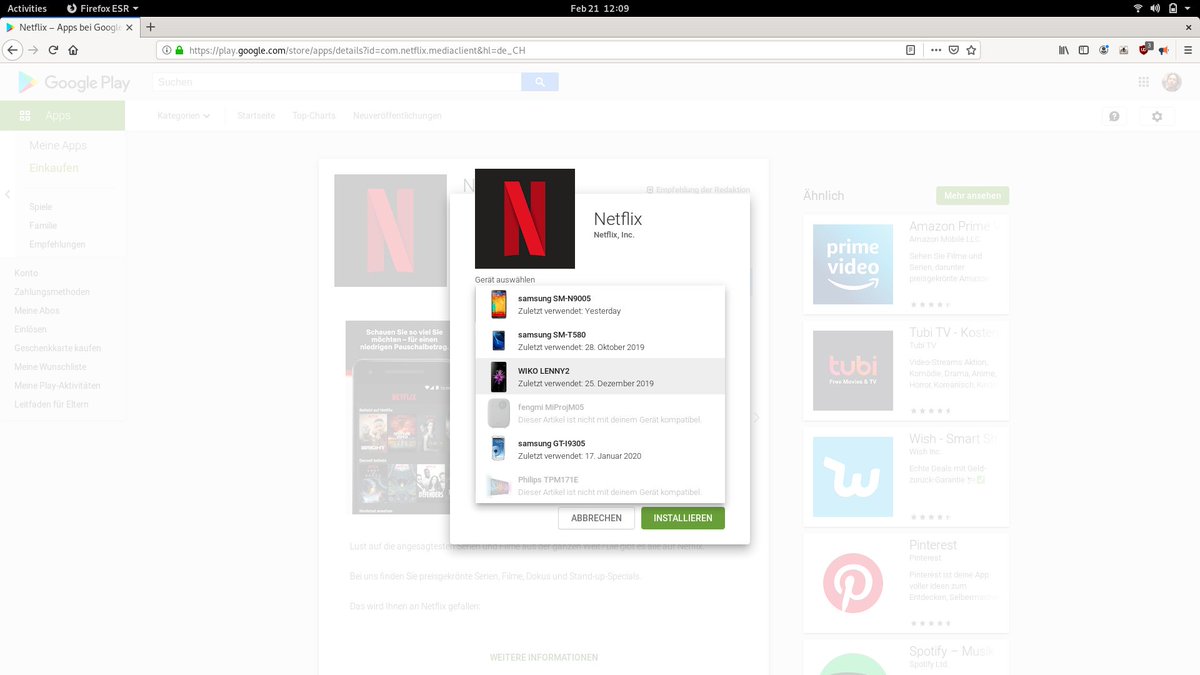 Activities
Firefox ESR
Feb 21 12:09
Netflix – Apps bei Google
https://play.google.com/store/apps/details?id=com.netflix.mediaclient&hl=de_CH
3
Google Play
Suchen
Apps
Kategorien
Startseite
Top-Charts
Neuveröffentlichungen
Meine Apps
Einkaufen
Spiele
Familie
Empfehlungen
Konto
Zahlungsmethoden
Meine Abos
Einlösen
Geschenkkarte kaufen
Meine Wunschliste
Meine Play-Aktivitäten
Leitfaden für Eltern
N
Empfehlung der Redaktion
Netflix
Netflix, Inc.
Gerät auswählen
samsung SM-N9005
Zuletzt verwendet: Yesterday
samsung SM-T580
Zuletzt verwendet: 28. Oktober 2019
WIKO LENNY2
Zuletzt verwendet: 25. Dezember 2019
fengmi MiProjM05
Dieser Artikel ist nicht mit deinem Gerät kompatibel.
samsung GT-I9305
Zuletzt verwendet: 17. Januar 2020
Philips TPM171E
Dieser Artikel ist nicht mit deinem Gerät kompatibel.
ABBRECHEN
INSTALLIEREN
Schauen Sie so viel Sie
möchten – für einen
niedrigen Pauschalbetrag.
NETFLIX
BRIGHT
DEFENDERS
Lust auf die angesagtesten Serien und Filme aus der ganzen Welt? Die gibt es alle auf Netflix.
Bei uns finden Sie preisgekrönte Serien, Filme, Dokus und Stand-up-Specials.
Das wird Ihnen an Netflix gefallen:
WEITERE INFORMATIONEN
Ähnlich
Mehr ansehen
prime
video
Amazon Prime
Amazon Mobile LLC
Sehen Sie Filme und
Serien, darunter
preisgekrönte Amazon
tubi
Free Movies & TV
Tubi TV - Koste
Tubi TV
Video-Streams Aktion,
Komödie, Drama, Anime,
Horror, Koreanisch, Ku
Wish - Smart S
Wish Inc.
Echte Deals mit Geld-
zurück-Garantie
Pinterest
Pinterest
Pinterest ist deine App
voller Ideen zum
Entdecken, Selbermach
Spotify – Musik
Spotify Ltd.